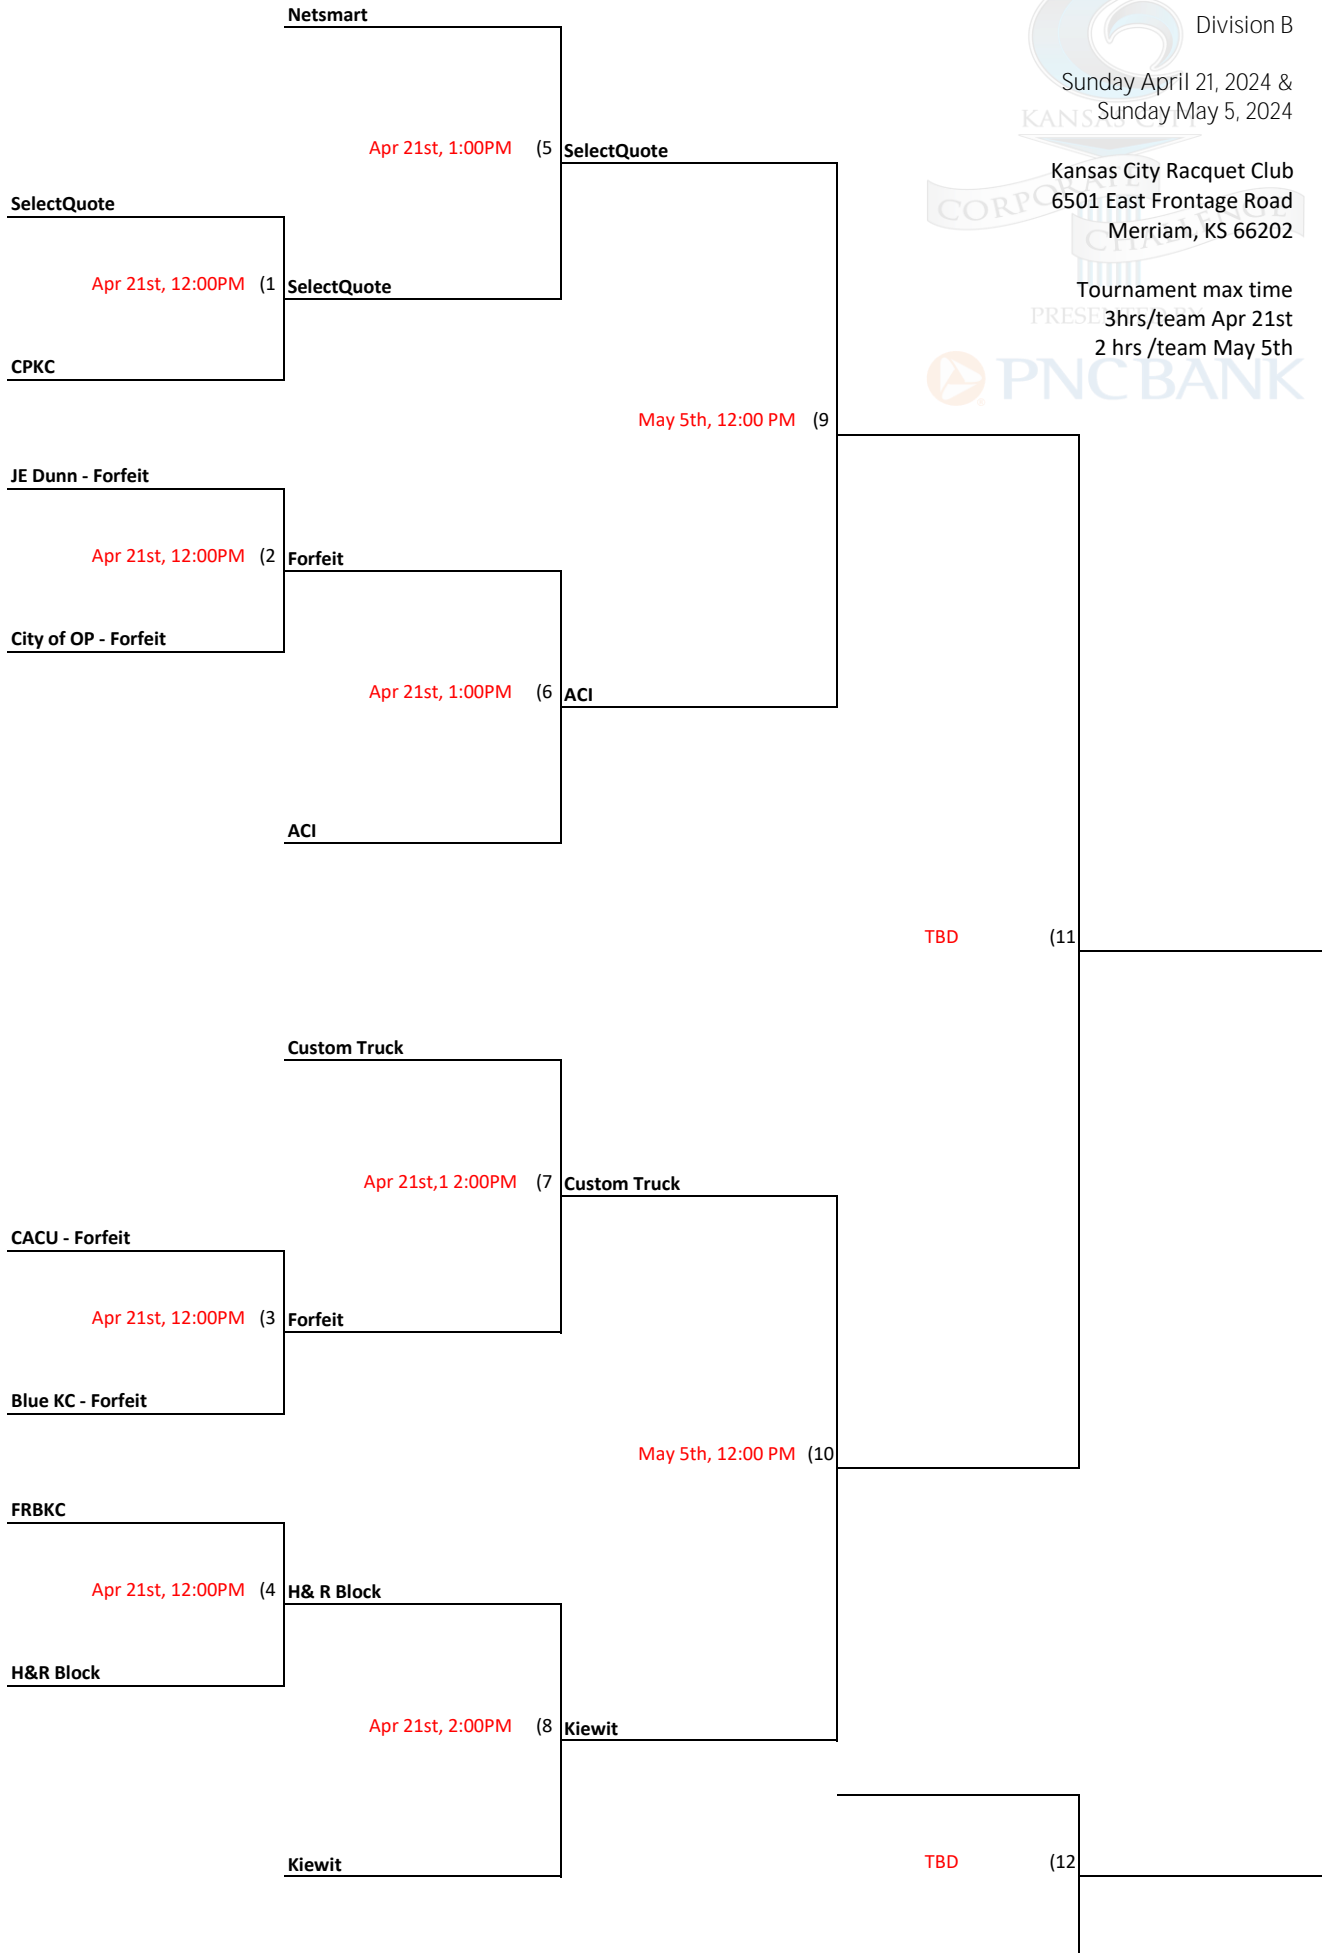 Netsmart
Division B
Sunday April 21, 2024 &
Sunday May 5, 2024
KANSAS CITY
Apr 21st, 1:00PM (5 SelectQuote
Kansas City Racquet Club
6501 East Frontage Road
Merriam, KS 66202
CORPORATE
CHALLENGE
SelectQuote
Apr 21st, 12:00PM (1 SelectQuote
Tournament max time
3hrs/team Apr 21st
2 hrs /team May 5th
PRESENTED BY
PNC BANK
CPKC
May 5th, 12:00 PM (9
JE Dunn - Forfeit
Apr 21st, 12:00PM (2 Forfeit
City of OP - Forfeit
Apr 21st, 1:00PM (6 ACI
ACI
TBD (11
Custom Truck
Apr 21st,1 2:00PM (7 Custom Truck
CACU - Forfeit
Apr 21st, 12:00PM (3 Forfeit
Blue KC - Forfeit
May 5th, 12:00 PM (10
FRBKC
Apr 21st, 12:00PM (4 H& R Block
H&R Block
Apr 21st, 2:00PM (8 Kiewit
Kiewit
TBD (12